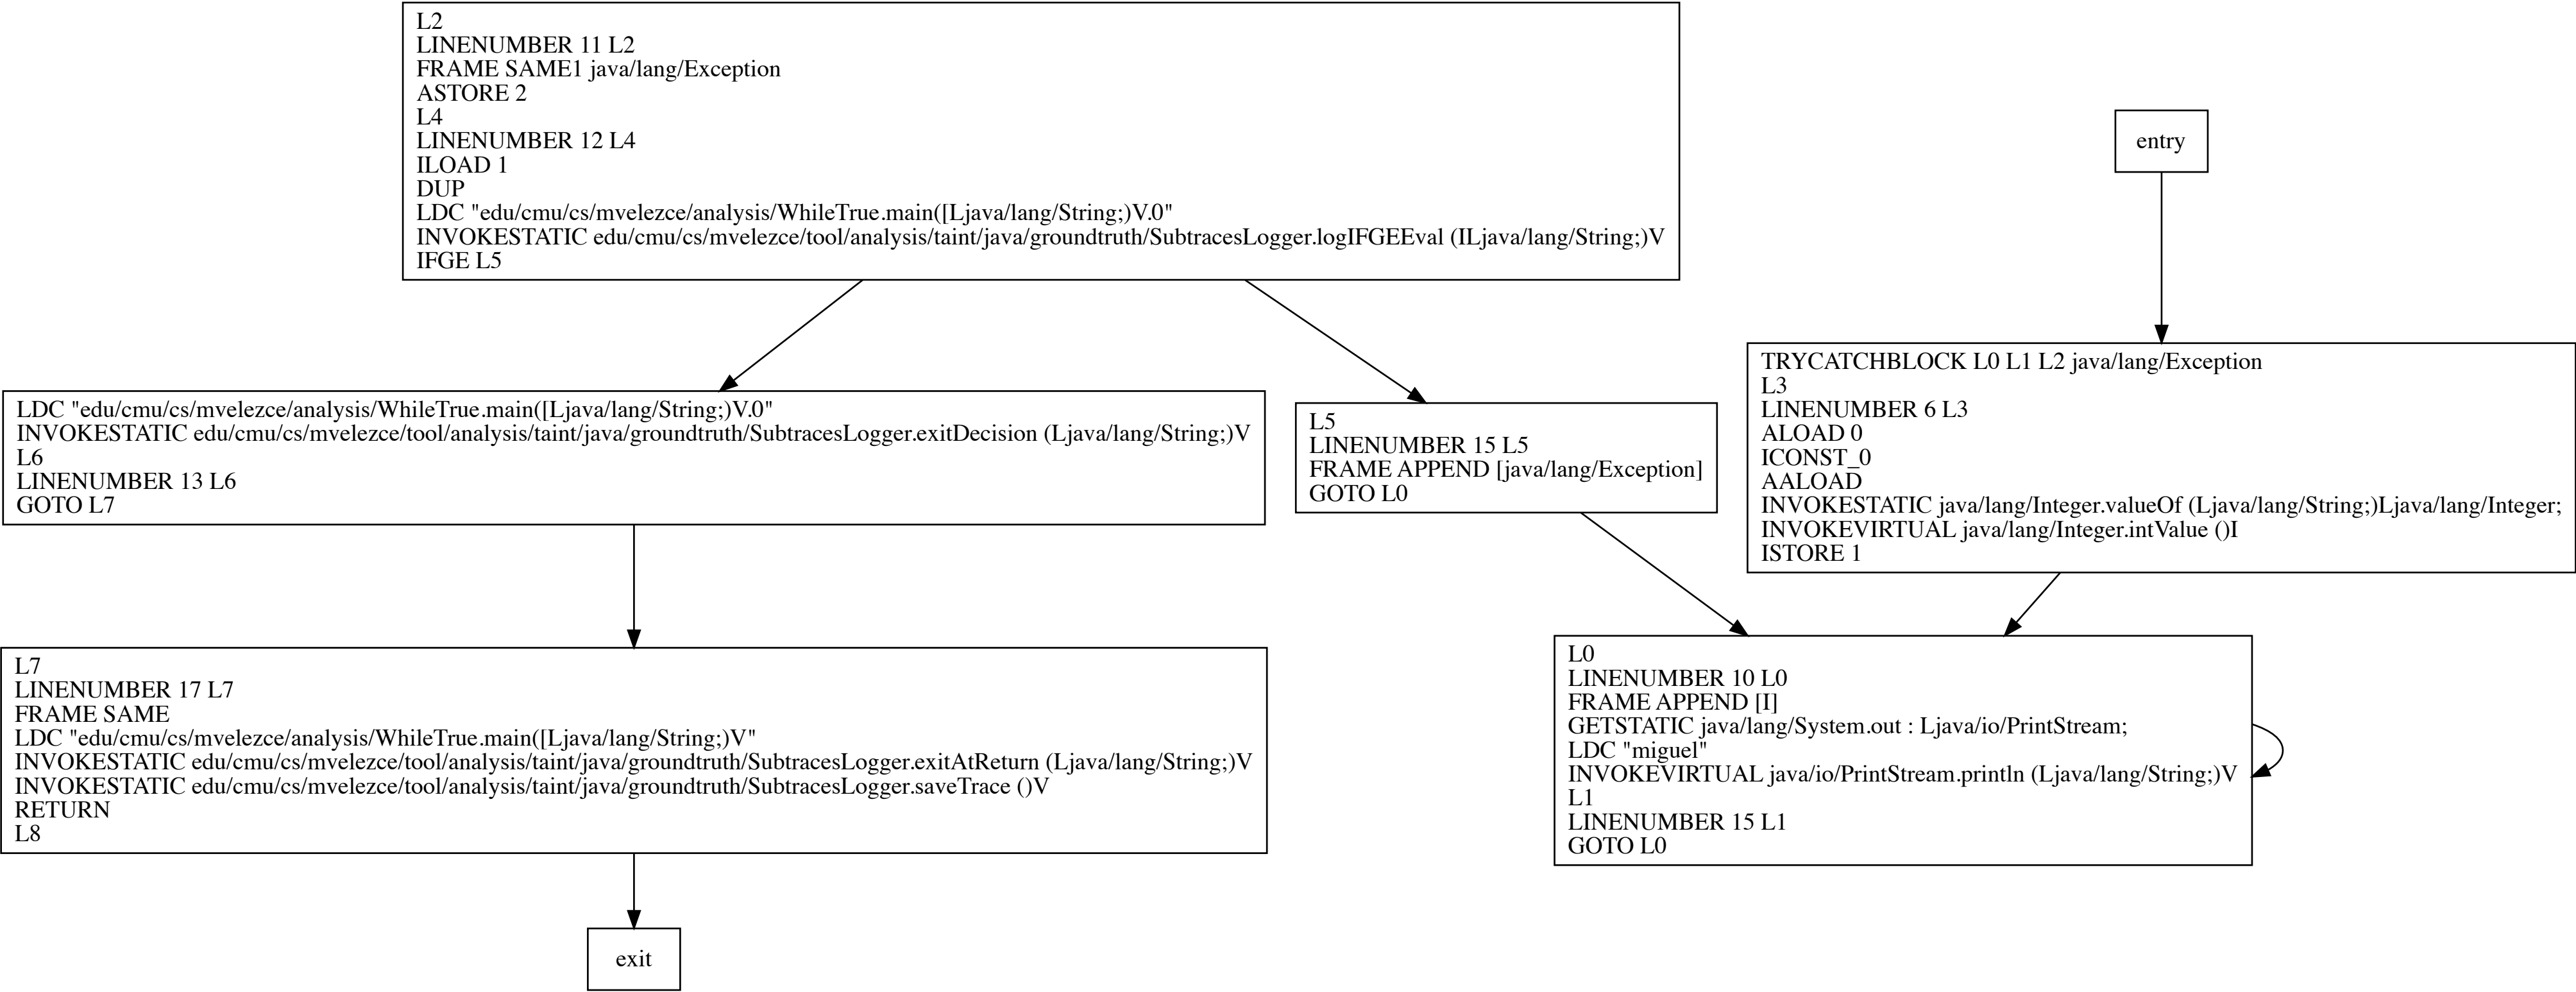 L2
LINENUMBER 11 L2
FRAME SAME1 java/lang/Exception
ASTORE 2
L4
LINENUMBER 12 L4
ILOAD 1
DUP
LDC "edu/cmu/cs/mvelezce/analysis/WhileTrue.main([Ljava/lang/String;)V.0"
INVOKESTATIC edu/cmu/cs/mvelezce/tool/analysis/taint/java/groundtruth/SubtracesLogger.logIFGEEval (ILjava/lang/String;)V
IFGE L5
entry
TRYCATCHBLOCK L0 L1 L2 java/lang/Exception
L3
LINENUMBER 6 L3
ALOAD 0
ICONST_0
AALOAD
INVOKESTATIC java/lang/Integer.valueOf (Ljava/lang/String;)Ljava/lang/Integer;
INVOKEVIRTUAL java/lang/Integer.intValue ()I
ISTORE 1
LDC "edu/cmu/cs/mvelezce/analysis/WhileTrue.main([Ljava/lang/String;)V.0"
INVOKESTATIC edu/cmu/cs/mvelezce/tool/analysis/taint/java/groundtruth/SubtracesLogger.exitDecision (Ljava/lang/String;)V
L6
LINENUMBER 13 L6
GOTO L7
L5
LINENUMBER 15 L5
FRAME APPEND [java/lang/Exception]
GOTO L0
L7
LINENUMBER 17 L7
FRAME SAME
LDC "edu/cmu/cs/mvelezce/analysis/WhileTrue.main([Ljava/lang/String;)V"
INVOKESTATIC edu/cmu/cs/mvelezce/tool/analysis/taint/java/groundtruth/SubtracesLogger.exitAtReturn (Ljava/lang/String;)V
INVOKESTATIC edu/cmu/cs/mvelezce/tool/analysis/taint/java/groundtruth/SubtracesLogger.saveTrace ()V
RETURN
L8
L0
LINENUMBER 10 L0
FRAME APPEND [I]
GETSTATIC java/lang/System.out : Ljava/io/PrintStream;
LDC "miguel"
INVOKEVIRTUAL java/io/PrintStream.println (Ljava/lang/String;)V
L1
LINENUMBER 15 L1
GOTO L0
exit